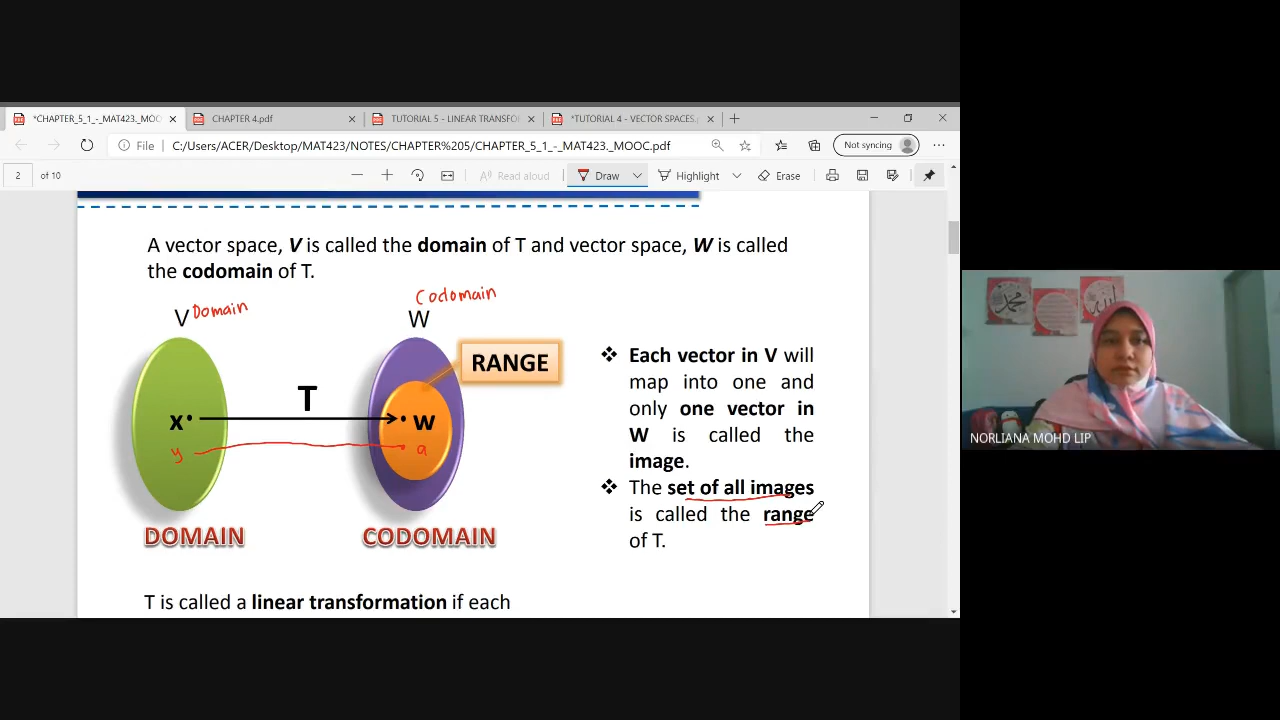 *CHAPTER_5_1_-_MAT423._MOO
CHAPTER 4.pdf
TUTORIAL 5 - LINEAR TRANSFO
*TUTORIAL 4 - VECTOR SPACES.
File
C:/Users/ACER/Desktop/MAT423/NOTES/CHAPTER%205/CHAPTER_5_1_-_MAT423._MOOC.pdf
Not syncing
2 of 10
Read aloud
Draw
Highlight
Erase
A vector space, V is called the domain of T and vector space, W is called
the codomain of T.
V Domain
Codomain
W
RANGE
T
x
w
y
a
DOMAIN
CODOMAIN
❖ Each vector in V will
map into one and
only one vector in
W is called the
image.
❖ The set of all images
is called the range
of T.
T is called a linear transformation if each
NORLIANA MOHD LIP